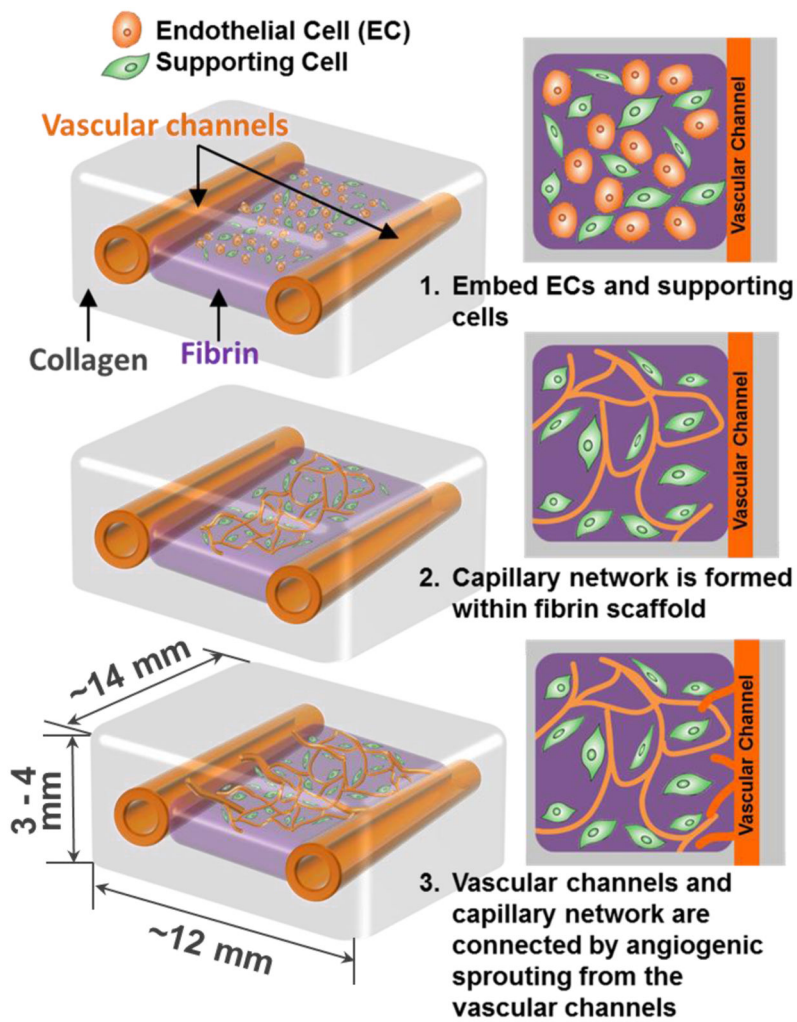 Endothelial Cell (EC)
Supporting Cell
Vascular channels
Collagen
Fibrin
Vascular Channel
1. Embed ECs and supporting
cells
Vascular Channel
2. Capillary network is formed
within fibrin scaffold
~14 mm
3 - 4
mm
~12 mm
Vascular Channel
3. Vascular channels and
capillary network are
connected by angiogenic
sprouting from the
vascular channels